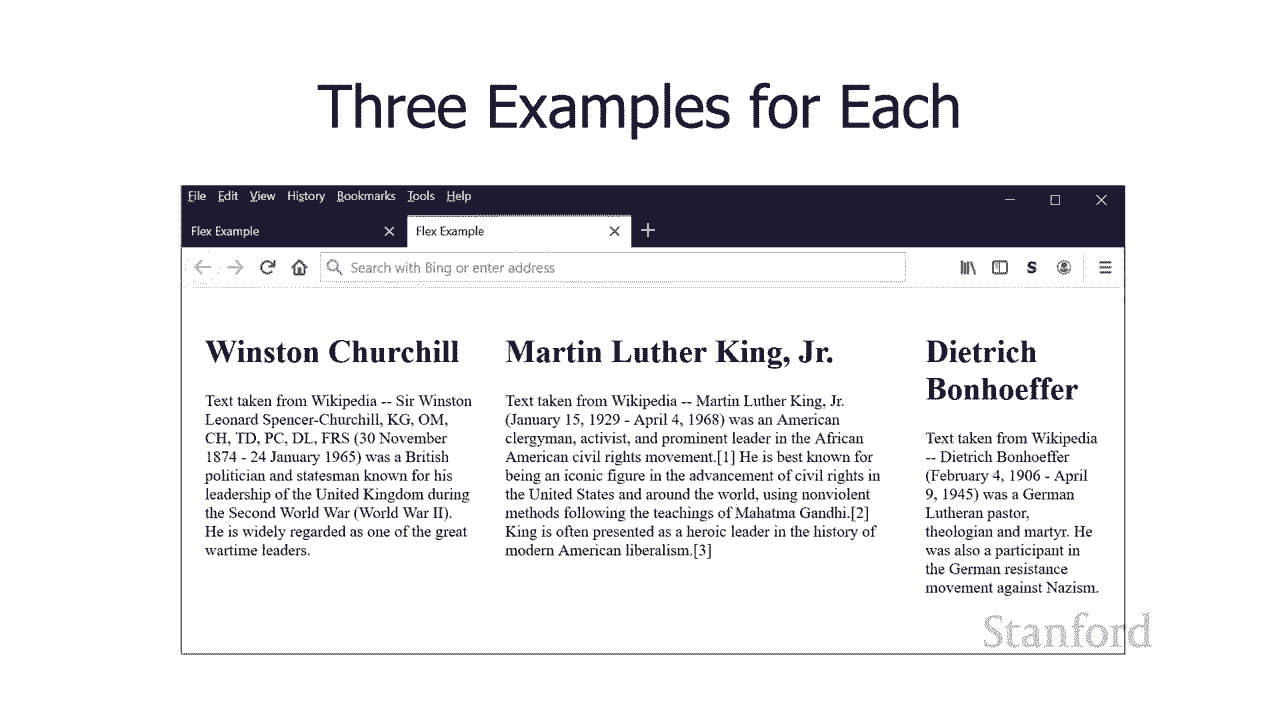 Three Examples for Each
File Edit View History Bookmarks Tools Help
Flex Example
Flex Example
Search with Bing or enter address
S
Winston Churchill
Text taken from Wikipedia -- Sir Winston
Leonard Spencer-Churchill, KG, OM,
CH, TD, PC, DL, FRS (30 November
1874 - 24 January 1965) was a British
politician and statesman known for his
leadership of the United Kingdom during
the Second World War (World War II).
He is widely regarded as one of the great
wartime leaders.
Martin Luther King, Jr.
Text taken from Wikipedia -- Martin Luther King, Jr.
(January 15, 1929 - April 4, 1968) was an American
clergyman, activist, and prominent leader in the African
American civil rights movement.[1] He is best known for
being an iconic figure in the advancement of civil rights in
the United States and around the world, using nonviolent
methods following the teachings of Mahatma Gandhi.[2]
King is often presented as a heroic leader in the history of
modern American liberalism.[3]
Dietrich
Bonhoeffer
Text taken from Wikipedia
-- Dietrich Bonhoeffer
(February 4, 1906 - April
9, 1945) was a German
Lutheran pastor,
theologian and martyr. He
was also a participant in
the German resistance
movement against Nazism.
Stanford